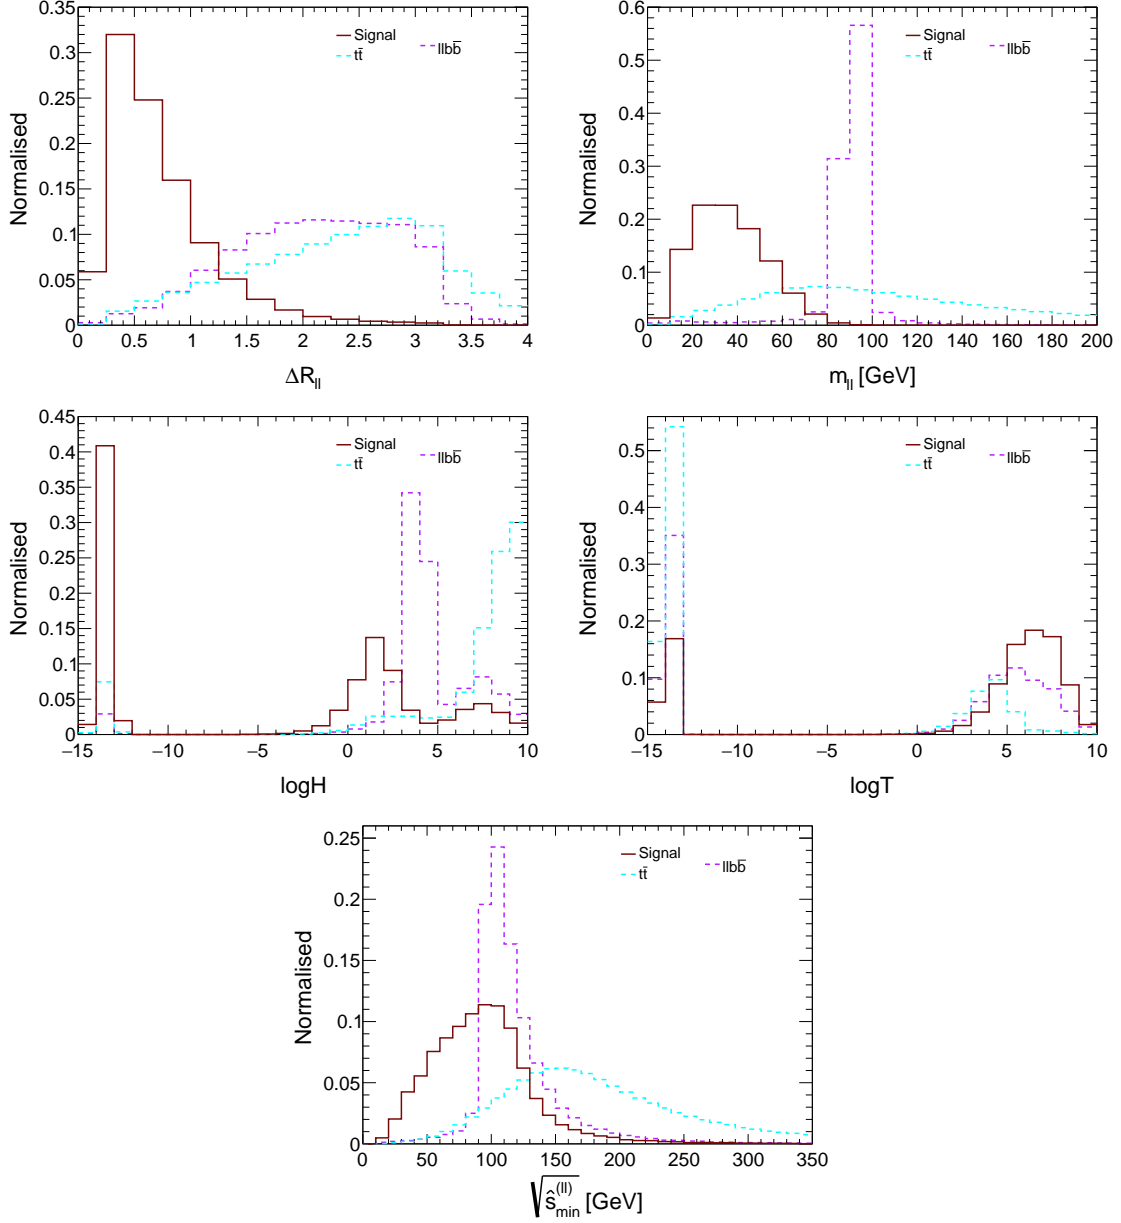 0.35
0.3
0.25
0.2
0.15
0.1
0.05
0
Normalised
Signal
tt̄
llbb̄
0 0.5 1 1.5 2 2.5 3 3.5 4
ΔR_ll
0.6
0.5
0.4
0.3
0.2
0.1
0
Normalised
Signal
tt̄
llbb̄
0 20 40 60 80 100 120 140 160 180 200
m_ll [GeV]
0.45
0.4
0.35
0.3
0.25
0.2
0.15
0.1
0.05
0
Normalised
Signal
tt̄
llbb̄
−15 −10 −5 0 5 10
logH
0.5
0.4
0.3
0.2
0.1
0
Normalised
Signal
tt̄
llbb̄
−15 −10 −5 0 5 10
logT
0.25
0.2
0.15
0.1
0.05
0
Normalised
Signal
tt̄
llbb̄
0 50 100 150 200 250 300 350
√ŝ_min^(ll) [GeV]